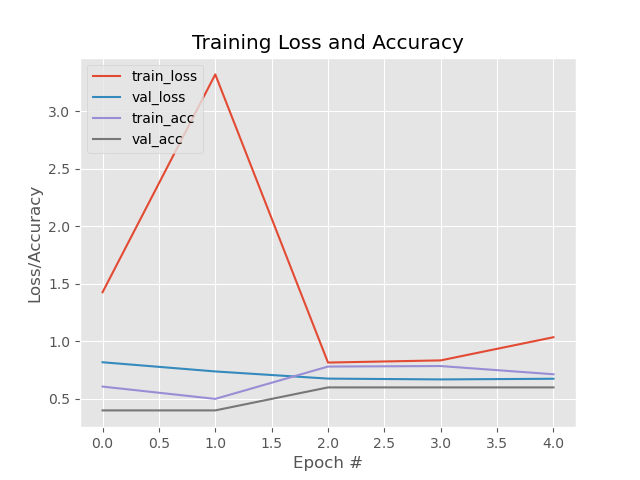 Training Loss and Accuracy
train_loss
val_loss
train_acc
val_acc
3.0
2.5
2.0
1.5
1.0
0.5
Loss/Accuracy
0.0 0.5 1.0 1.5 2.0 2.5 3.0 3.5 4.0
Epoch #